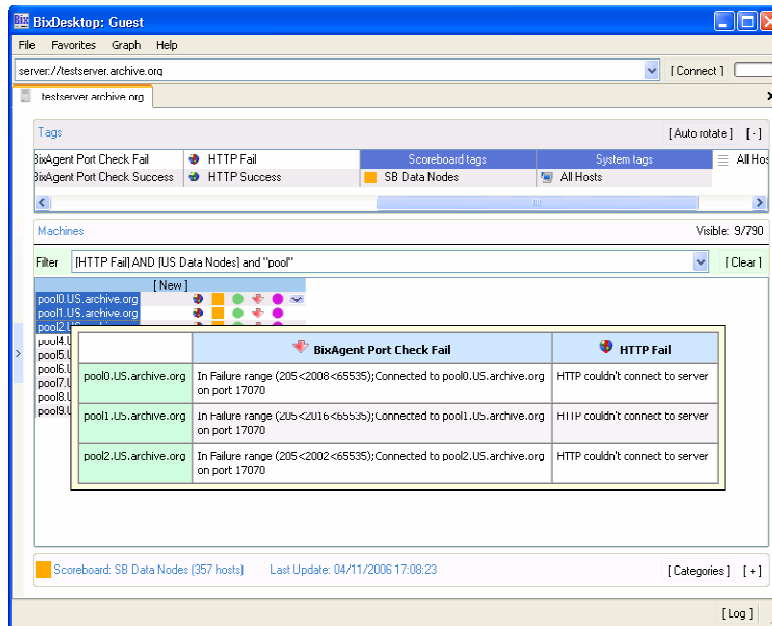 BixDesktop: Guest
File Favorites Graph Help
server://testserver.archive.org [ Connect ]
testserver.archive.org
Tags [ Auto rotate ] [ - ]
BixAgent Port Check Fail HTTP Fail Scoreboard tags System tags All Hos
BixAgent Port Check Success HTTP Success SB Data Nodes All Hosts
Machines Visible: 9/790
Filter [HTTP Fail] AND [US Data Nodes] and "pool" [ Clear ]
[ New ]
pool0.US.archive.org
pool1.US.archive.org
pool2.US.archive.org
pool4.U
pool5.U
pool6.U
pool7.U
pool8.U
pool9.U
BixAgent Port Check Fail HTTP Fail
pool0.US.archive.org In Failure range (205<2008<65535); Connected to pool0.US.archive.org HTTP couldn't connect to server
on port 17070
pool1.US.archive.org In Failure range (205<2016<65535); Connected to pool1.US.archive.org HTTP couldn't connect to server
on port 17070
pool2.US.archive.org In Failure range (205<2002<65535); Connected to pool2.US.archive.org HTTP couldn't connect to server
on port 17070
Scoreboard: SB Data Nodes (357 hosts) Last Update: 04/11/2006 17:08:23 [ Categories ] [ + ]
[ Log ]